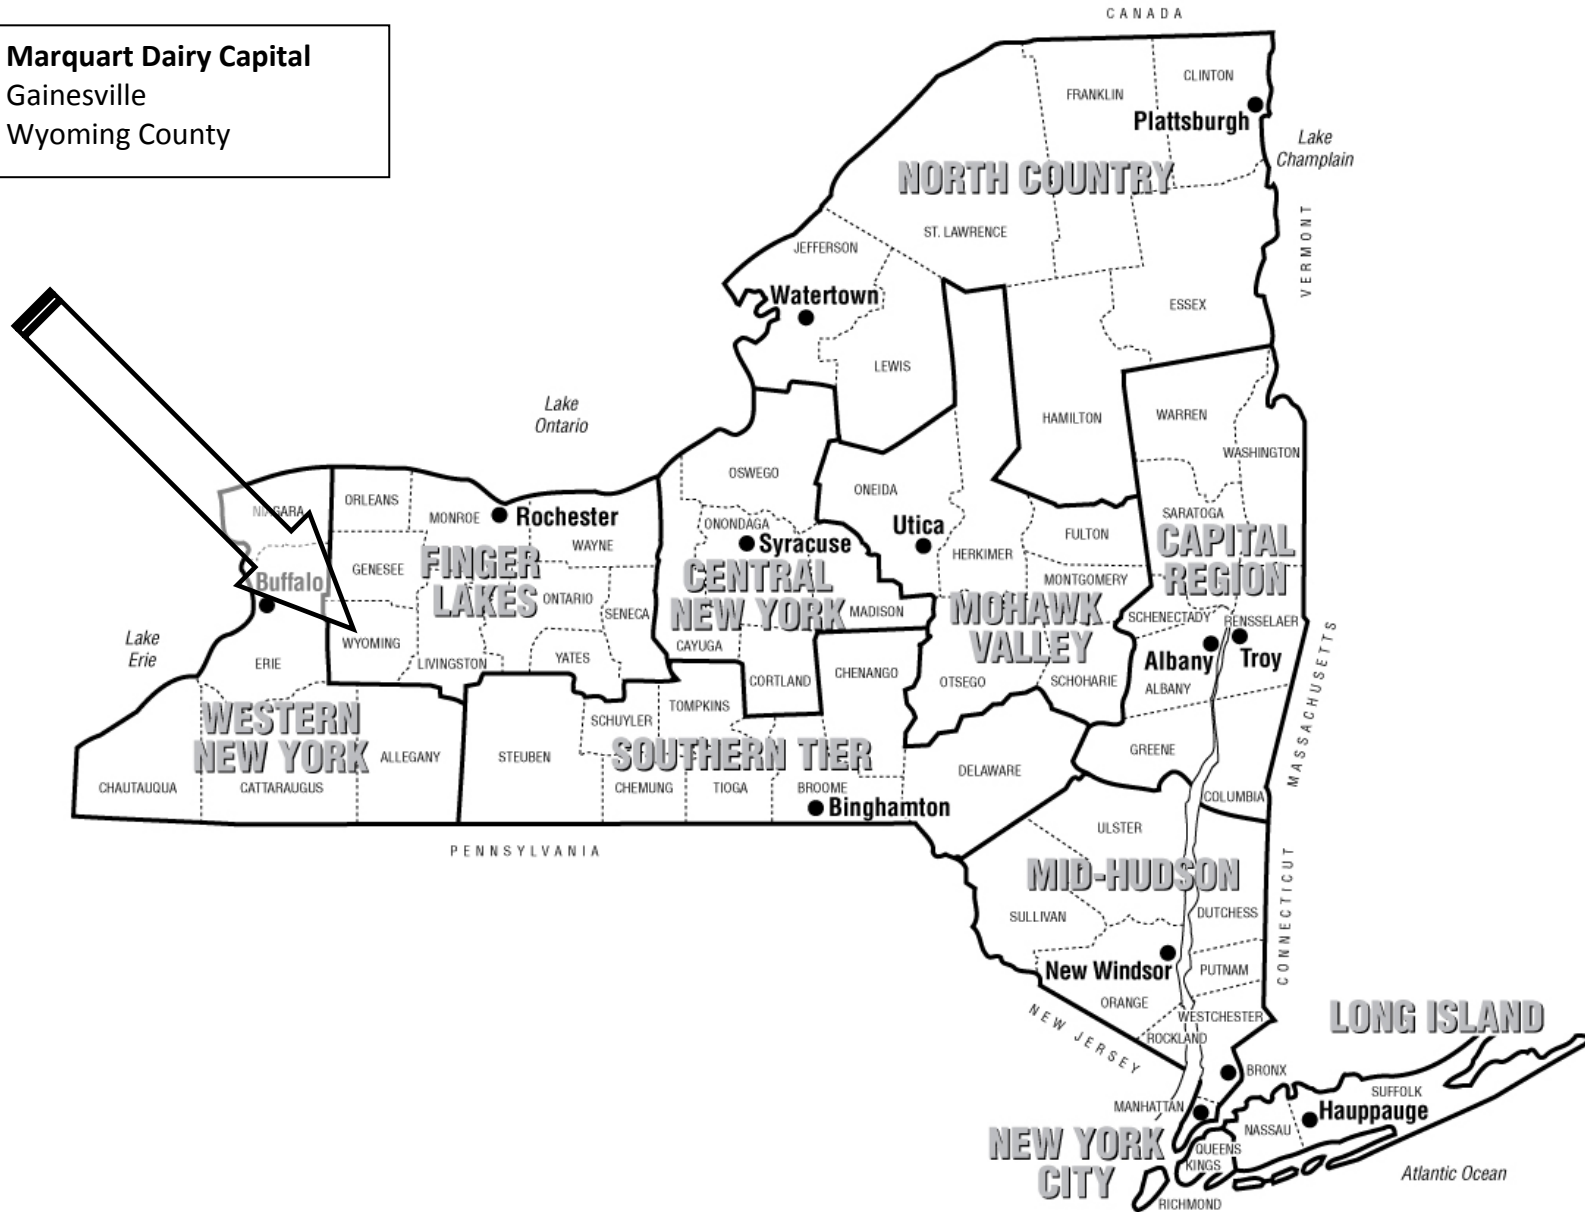 Marquart Dairy Capital
Gainesville
Wyoming County
CANADA
CLINTON
FRANKLIN
Plattsburgh
Lake
Champlain
NORTH COUNTRY
VERMONT
ST. LAWRENCE
JEFFERSON
Watertown
ESSEX
LEWIS
HAMILTON
WARREN
WASHINGTON
Lake
Ontario
OSWEGO
ONEIDA
ORLEANS
NIAGARA
MONROE
Rochester
WAYNE
ONONDAGA
Syracuse
Utica
HERKIMER
FULTON
SARATOGA
CAPITAL
REGION
GENESEE
FINGER
LAKES
Buffalo
ONTARIO
SENECA
CENTRAL
NEW YORK
MADISON
MONTGOMERY
MOHAWK
VALLEY
SCHENECTADY
RENSSELAER
Lake
Erie
WYOMING
ERIE
LIVINGSTON
YATES
CAYUGA
CORTLAND
CHENANGO
OTSEGO
SCHOHARIE
Albany
Troy
ALBANY
MASSACHUSETTS
WESTERN
NEW YORK
ALLEGANY
CHAUTAUQUA
CATTARAUGUS
STEUBEN
SCHUYLER
TOMPKINS
SOUTHERN TIER
CHEMUNG
TIOGA
BROOME
Binghamton
DELAWARE
GREENE
COLUMBIA
PENNSYLVANIA
ULSTER
MID-HUDSON
SULLIVAN
DUTCHESS
CONNECTICUT
New Windsor
PUTNAM
ORANGE
WESTCHESTER
ROCKLAND
NEW JERSEY
LONG ISLAND
BRONX
SUFFOLK
MANHATTAN
Hauppauge
NASSAU
NEW YORK
CITY
QUEENS
KINGS
RICHMOND
Atlantic Ocean